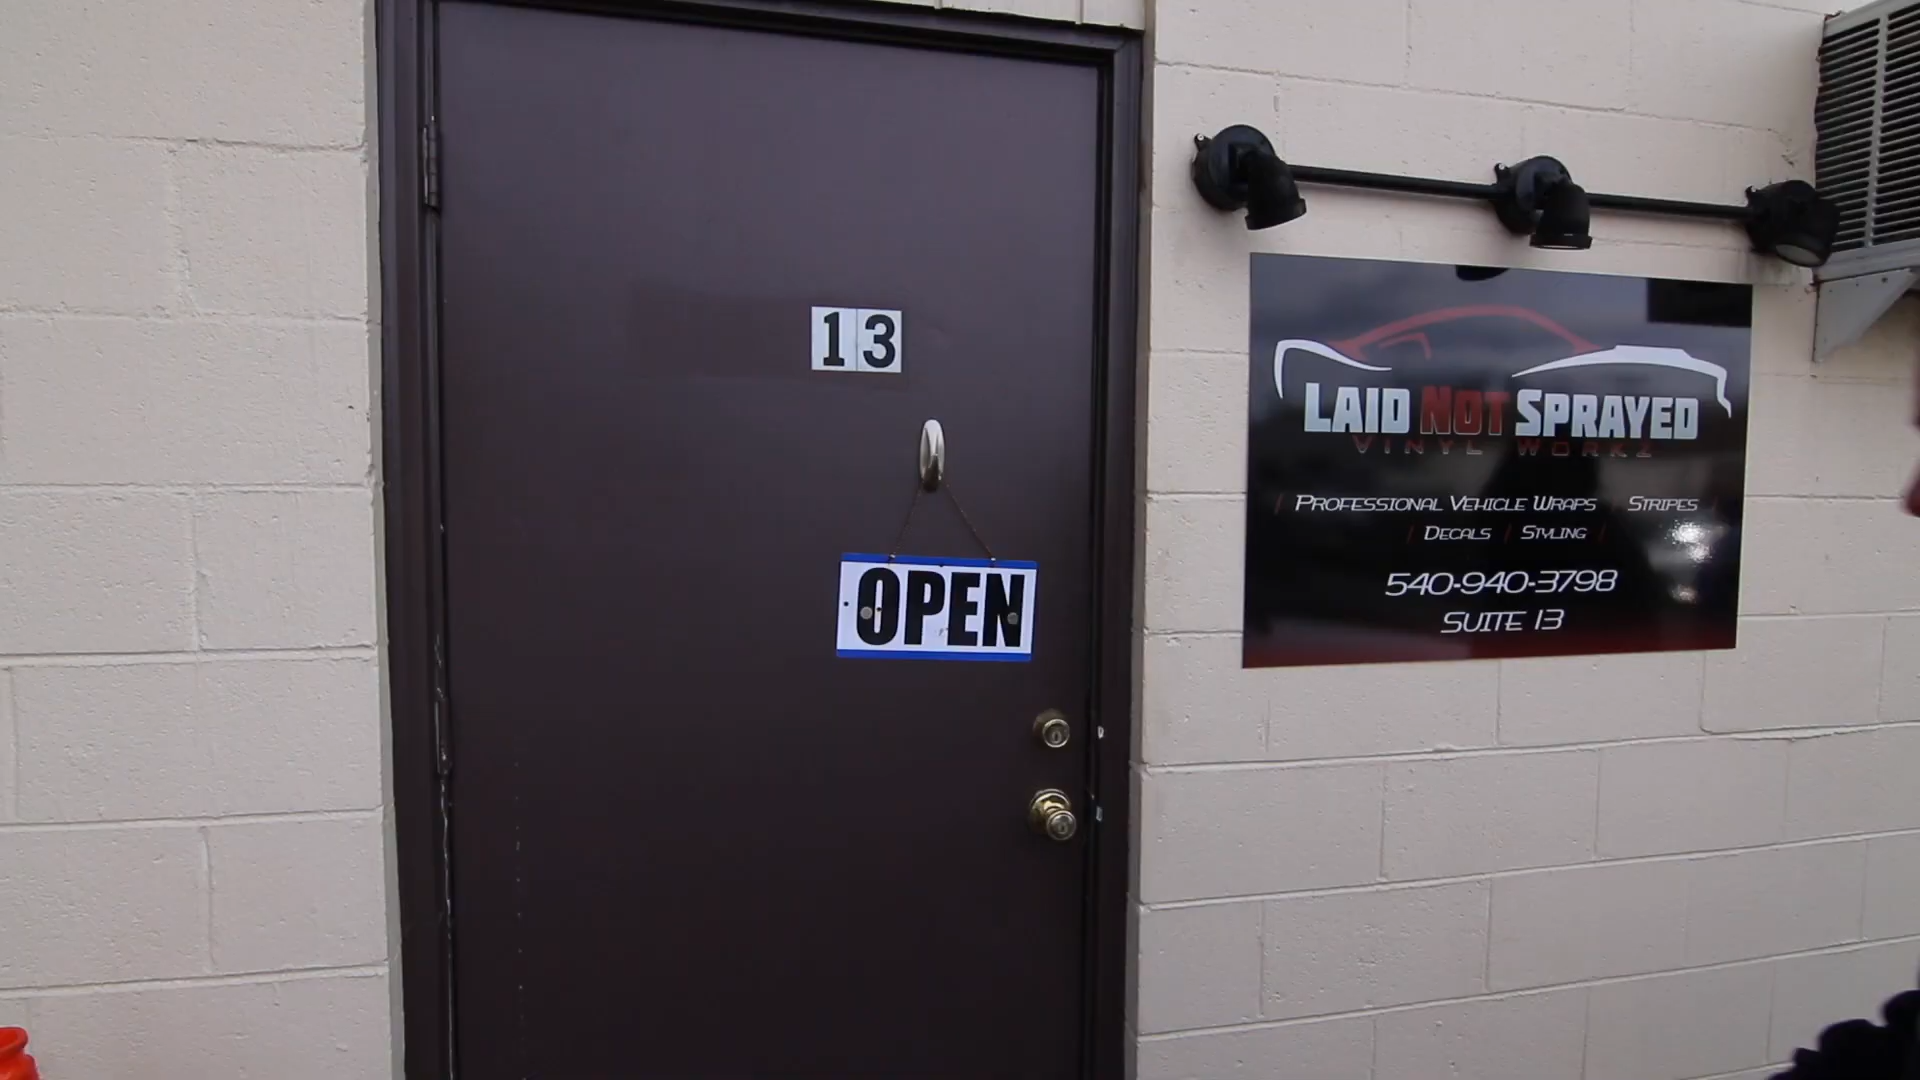 13
OPEN
LAID NOT SPRAYED
VINYL WORKZ
PROFESSIONAL VEHICLE WRAPS / STRIPES /
/ DECALS / STYLING /
540-940-3798
SUITE 13